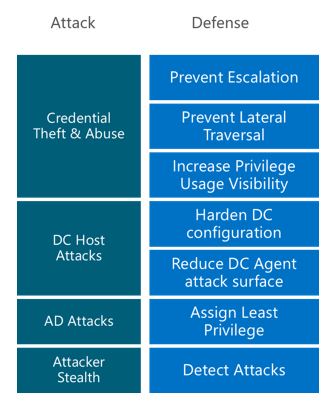 Attack
Defense
Credential
Theft & Abuse
Prevent Escalation
Prevent Lateral
Traversal
Increase Privilege
Usage Visibility
DC Host
Attacks
Harden DC
configuration
Reduce DC Agent
attack surface
AD Attacks
Assign Least
Privilege
Attacker
Stealth
Detect Attacks